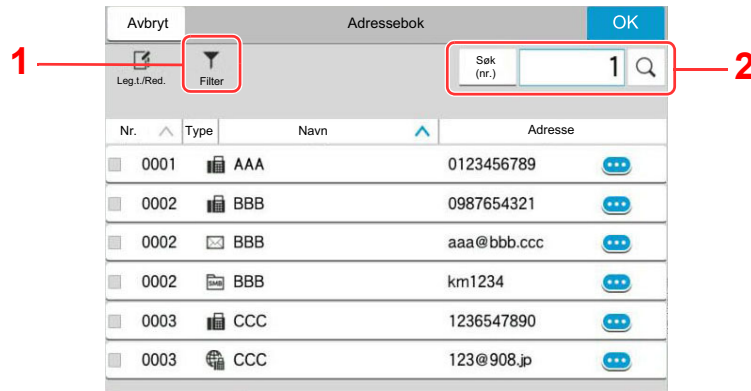 Avbryt Adressebok OK
1 Leg.t./Red. Filter Søk (nr.) 1 2
Nr. Type Navn Adresse
0001 AAA 0123456789
0002 BBB 0987654321
0002 BBB aaa@bbb.ccc
0002 SMB BBB km1234
0003 CCC 1236547890
0003 CCC 123@908.jp